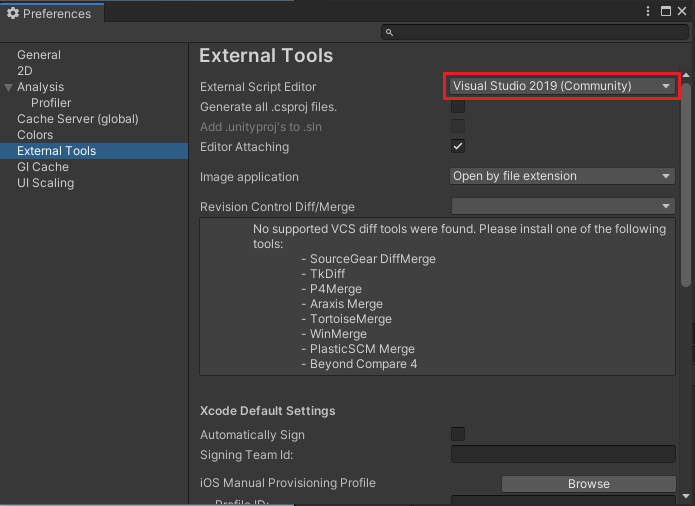 Preferences
General
2D
Analysis
Profiler
Cache Server (global)
Colors
External Tools
GI Cache
UI Scaling
External Tools
External Script Editor
Visual Studio 2019 (Community)
Generate all .csproj files.
Add .unityproj's to .sln
Editor Attaching
Image application
Open by file extension
Revision Control Diff/Merge
No supported VCS diff tools were found. Please install one of the following
tools:
- SourceGear DiffMerge
- TkDiff
- P4Merge
- Araxis Merge
- TortoiseMerge
- WinMerge
- PlasticSCM Merge
- Beyond Compare 4
Xcode Default Settings
Automatically Sign
Signing Team Id:
iOS Manual Provisioning Profile
Browse
Profile ID: